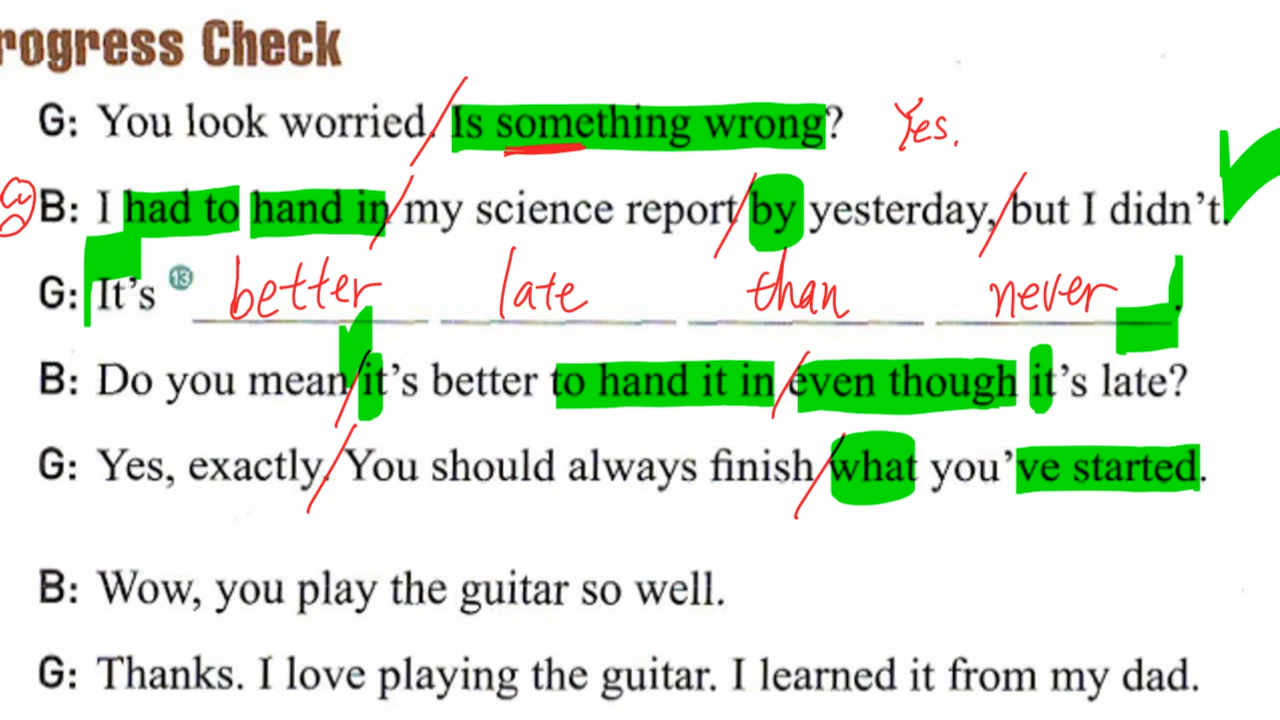 rogress Check
G: You look worried. Is something wrong? Yes.
B: I had to hand in my science report by yesterday, but I didn't.
G: It's 13 better late than never.
B: Do you mean it's better to hand it in even though it's late?
G: Yes, exactly. You should always finish what you've started.
B: Wow, you play the guitar so well.
G: Thanks. I love playing the guitar. I learned it from my dad.